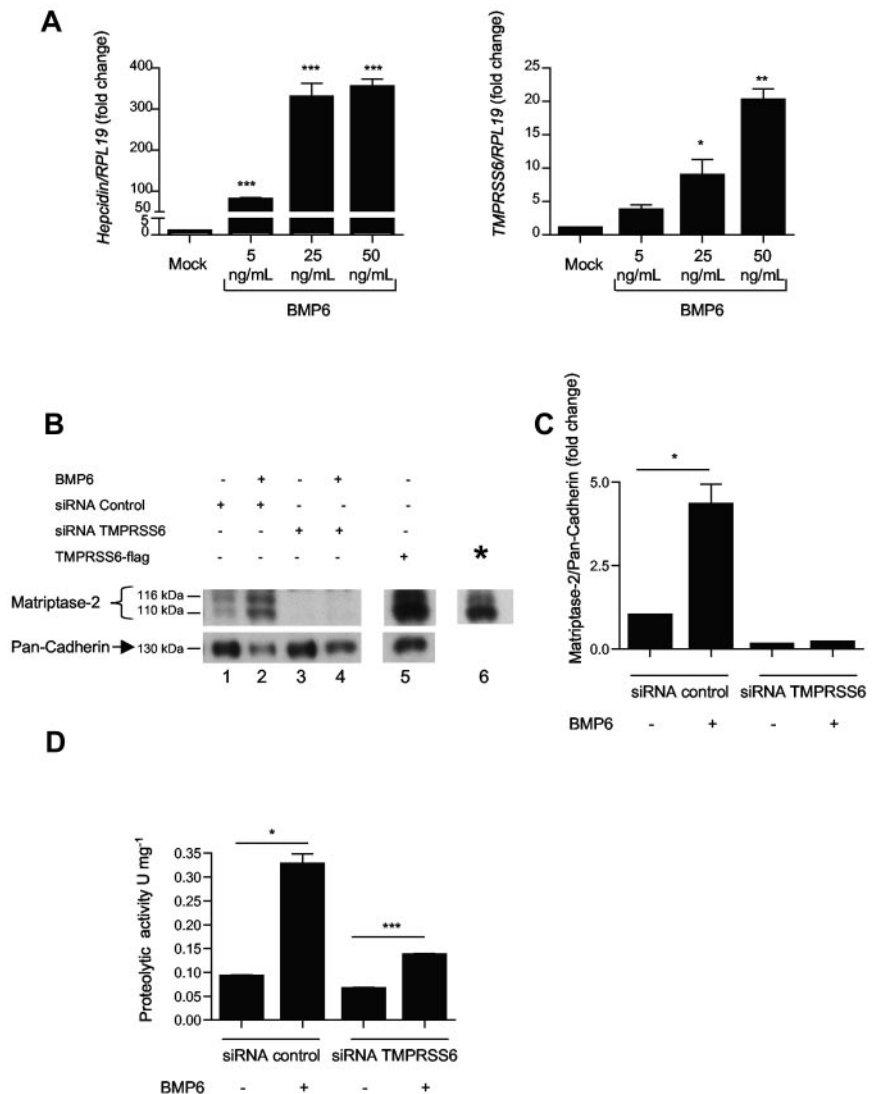 A
Hepcidin/RPL19 (fold change)
400
300
200
100
50
5
0
***
***
***
Mock
5 ng/mL
25 ng/mL
50 ng/mL
BMP6
TMPRSS6/RPL19 (fold change)
25
20
15
10
5
0
*
**
Mock
5 ng/mL
25 ng/mL
50 ng/mL
BMP6
B
BMP6 - + - + -
siRNA Control + + - - -
siRNA TMPRSS6 - - + + -
TMPRSS6-flag - - - - + *
Matriptase-2
116 kDa
110 kDa
Pan-Cadherin 130 kDa
1 2 3 4 5 6
C
Matriptase-2/Pan-Cadherin (fold change)
5.0
2.5
0.0
*
siRNA control siRNA TMPRSS6
BMP6 - + - +
D
Proteolytic activity U mg-1
0.35
0.30
0.25
0.20
0.15
0.10
0.05
0.00
*
***
siRNA control siRNA TMPRSS6
BMP6 - + - +